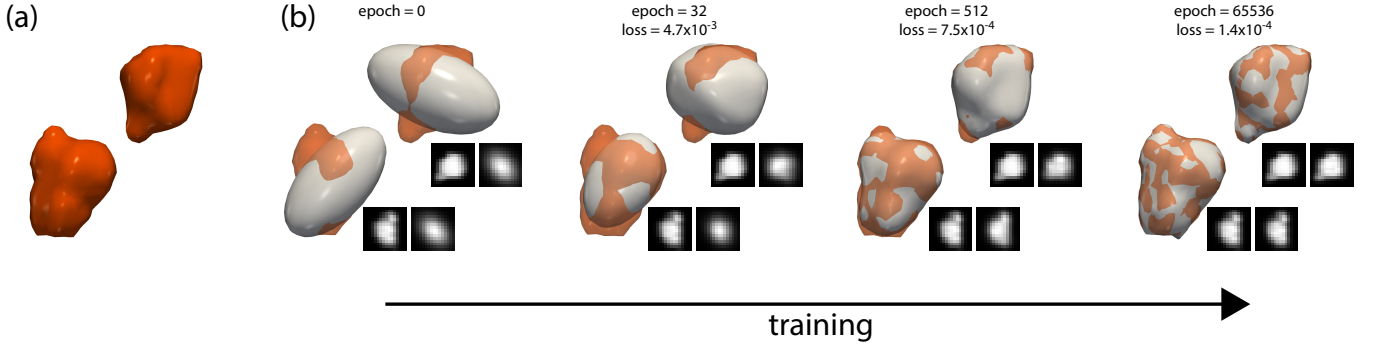 (a)
(b)
epoch = 0
epoch = 32
loss = 4.7x10⁻³
epoch = 512
loss = 7.5x10⁻⁴
epoch = 65536
loss = 1.4x10⁻⁴
training